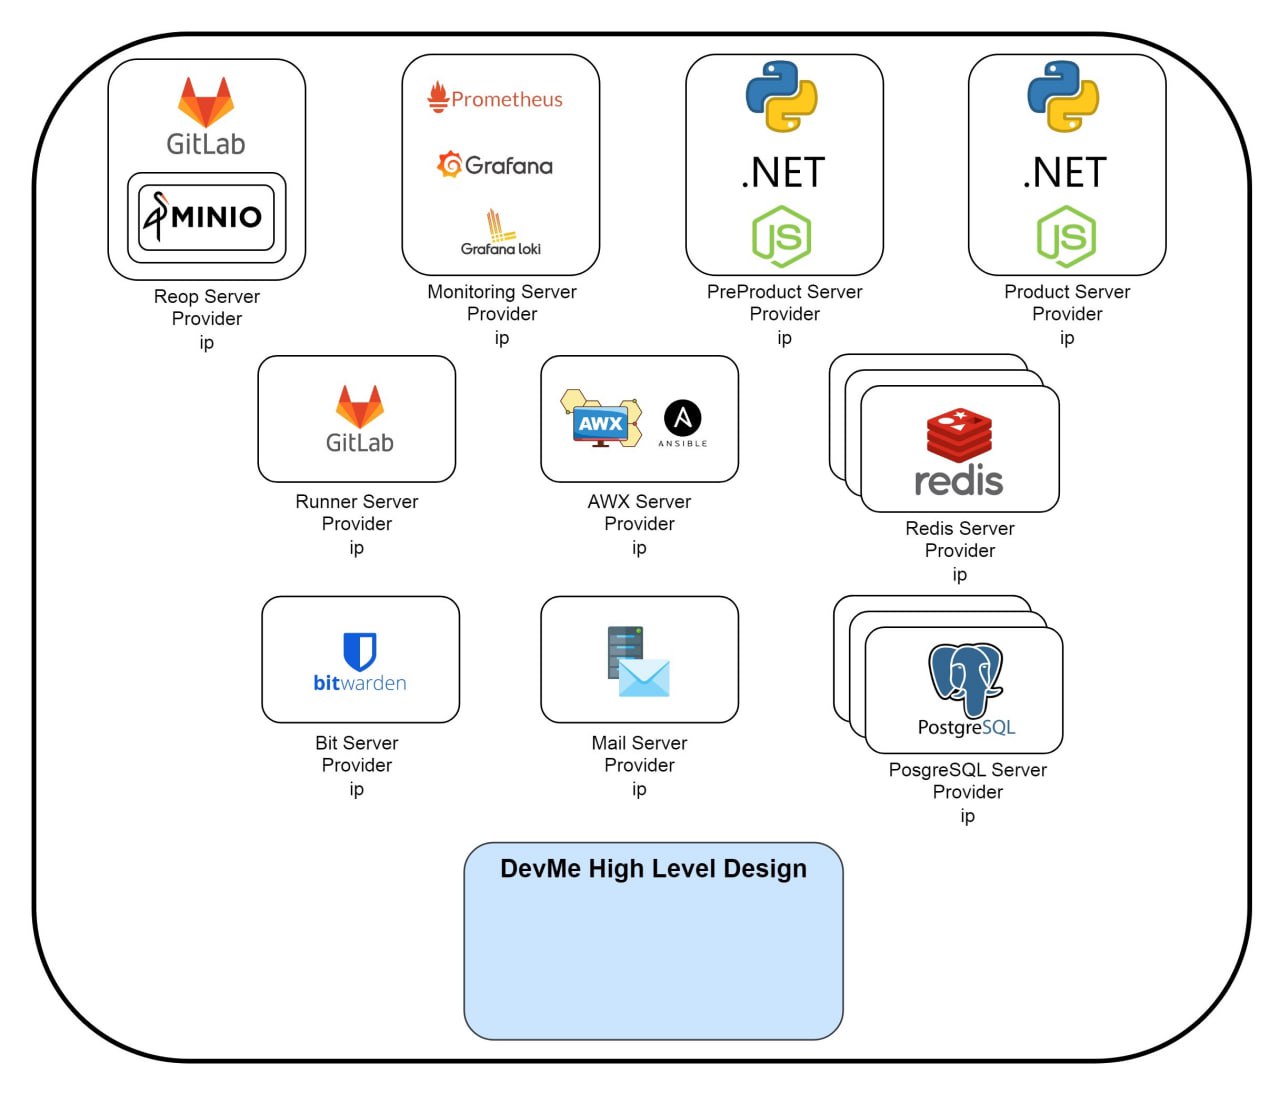 GitLab
MINIO
Reop Server
Provider
ip
Prometheus
Grafana
Grafana loki
Monitoring Server
Provider
ip
.NET
JS
PreProduct Server
Provider
ip
.NET
JS
Product Server
Provider
ip
GitLab
Runner Server
Provider
ip
AWX
ANSIBLE
AWX Server
Provider
ip
redis
Redis Server
Provider
ip
bitwarden
Bit Server
Provider
ip
Mail Server
Provider
ip
PostgreSQL
PosgreSQL Server
Provider
ip
DevMe High Level Design